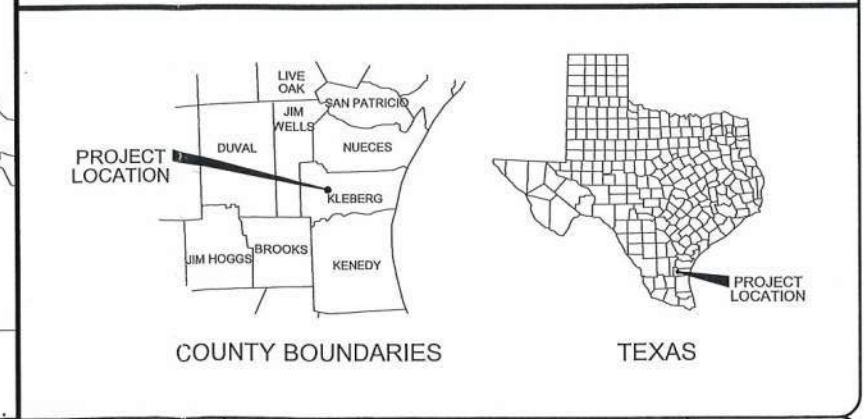 LIVE
OAK
SAN PATRICIO
JIM
WELLS
DUVAL
NUECES
PROJECT
LOCATION
KLEBERG
JIM HOGGS
BROOKS
KENEDY
COUNTY BOUNDARIES
PROJECT
LOCATION
TEXAS